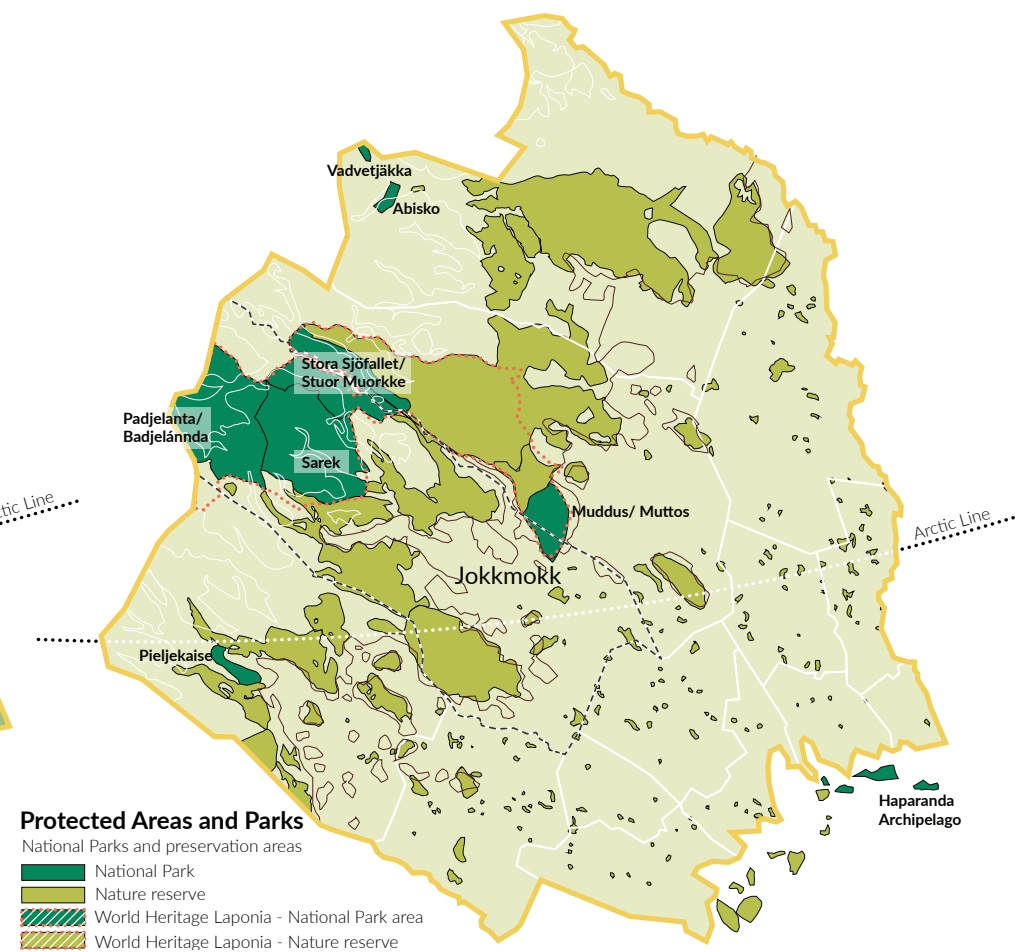 Vadvetjäkka
Abisko
Stora Sjöfallet/
Stuor Muorkke
Padjelanta/
Badjelánnda
Sarek
Line
Muddus/ Muttos
Arctic Line
Jokkmokk
Pieljekaise
Haparanda
Archipelago
Protected Areas and Parks
National Parks and preservation areas
National Park
Nature reserve
World Heritage Laponia - National Park area
World Heritage Laponia - Nature reserve